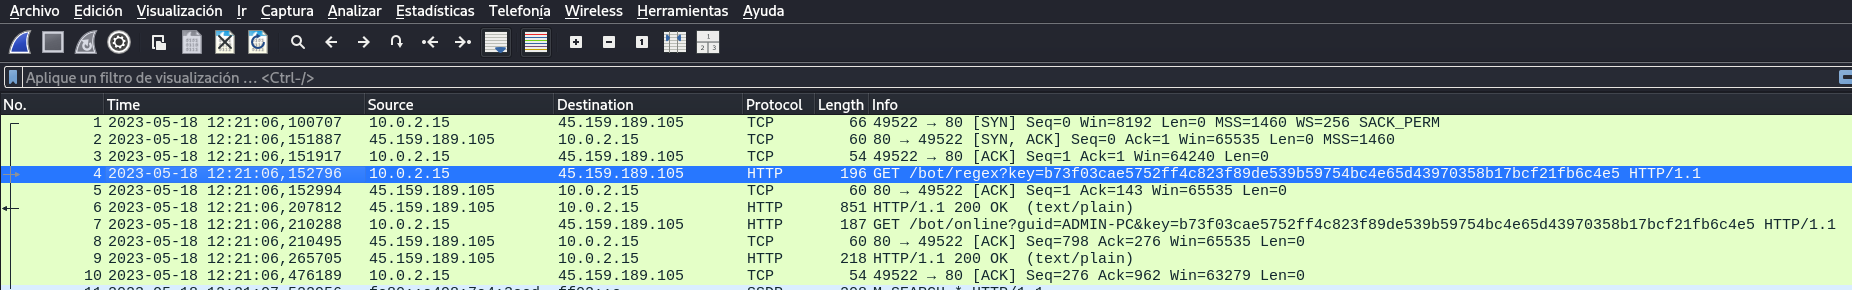 Archivo Edición Visualización Ir Captura Analizar Estadísticas Telefonía Wireless Herramientas Ayuda
Aplique un filtro de visualización … <Ctrl-/>
No. Time Source Destination Protocol Length Info
1 2023-05-18 12:21:06,100707 10.0.2.15 45.159.189.105 TCP 66 49522 → 80 [SYN] Seq=0 Win=8192 Len=0 MSS=1460 WS=256 SACK_PERM
2 2023-05-18 12:21:06,151887 45.159.189.105 10.0.2.15 TCP 60 80 → 49522 [SYN, ACK] Seq=0 Ack=1 Win=65535 Len=0 MSS=1460
3 2023-05-18 12:21:06,151917 10.0.2.15 45.159.189.105 TCP 54 49522 → 80 [ACK] Seq=1 Ack=1 Win=64240 Len=0
4 2023-05-18 12:21:06,152796 10.0.2.15 45.159.189.105 HTTP 196 GET /bot/regex?key=b73f03cae5752ff4c823f89de539b59754bc4e65d43970358b17bcf21fb6c4e5 HTTP/1.1
5 2023-05-18 12:21:06,152994 45.159.189.105 10.0.2.15 TCP 60 80 → 49522 [ACK] Seq=1 Ack=143 Win=65535 Len=0
6 2023-05-18 12:21:06,207812 45.159.189.105 10.0.2.15 HTTP 851 HTTP/1.1 200 OK (text/plain)
7 2023-05-18 12:21:06,210288 10.0.2.15 45.159.189.105 HTTP 187 GET /bot/online?guid=ADMIN-PC&key=b73f03cae5752ff4c823f89de539b59754bc4e65d43970358b17bcf21fb6c4e5 HTTP/1.1
8 2023-05-18 12:21:06,210495 45.159.189.105 10.0.2.15 TCP 60 80 → 49522 [ACK] Seq=798 Ack=276 Win=65535 Len=0
9 2023-05-18 12:21:06,265705 45.159.189.105 10.0.2.15 HTTP 218 HTTP/1.1 200 OK (text/plain)
10 2023-05-18 12:21:06,476189 10.0.2.15 45.159.189.105 TCP 54 49522 → 80 [ACK] Seq=276 Ack=962 Win=63279 Len=0